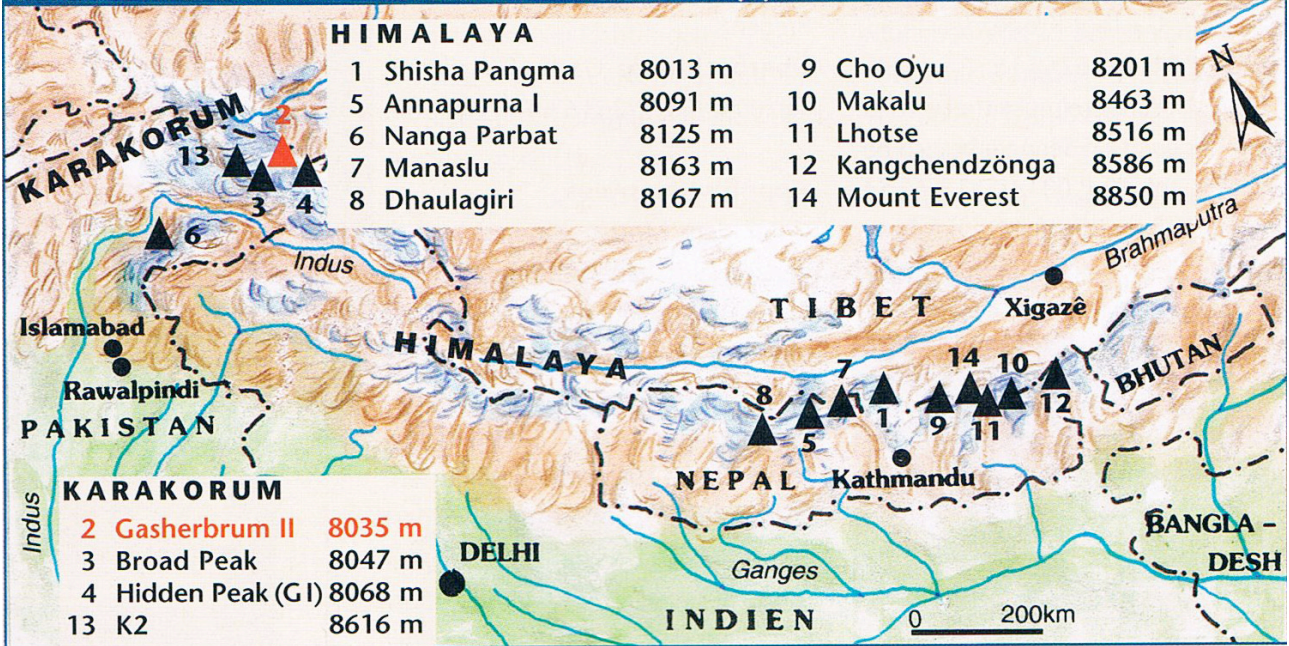 HIMALAYA
1 Shisha Pangma 8013 m
5 Annapurna I 8091 m
6 Nanga Parbat 8125 m
7 Manaslu 8163 m
8 Dhaulagiri 8167 m
9 Cho Oyu 8201 m
10 Makalu 8463 m
11 Lhotse 8516 m
12 Kangchendzönga 8586 m
14 Mount Everest 8850 m
N
KARAKORUM
2
13
3
4
6
Indus
Brahmaputra
TIBET
Xigazê
Islamabad
Rawalpindi
PAKISTAN
HIMALAYA
8
5
7
1
9
14
11
10
12
BHUTAN
NEPAL
Kathmandu
Indus
KARAKORUM
2 Gasherbrum II 8035 m
3 Broad Peak 8047 m
4 Hidden Peak (G I) 8068 m
13 K2 8616 m
DELHI
Ganges
INDIEN
BANGLA-
DESH
0 200km